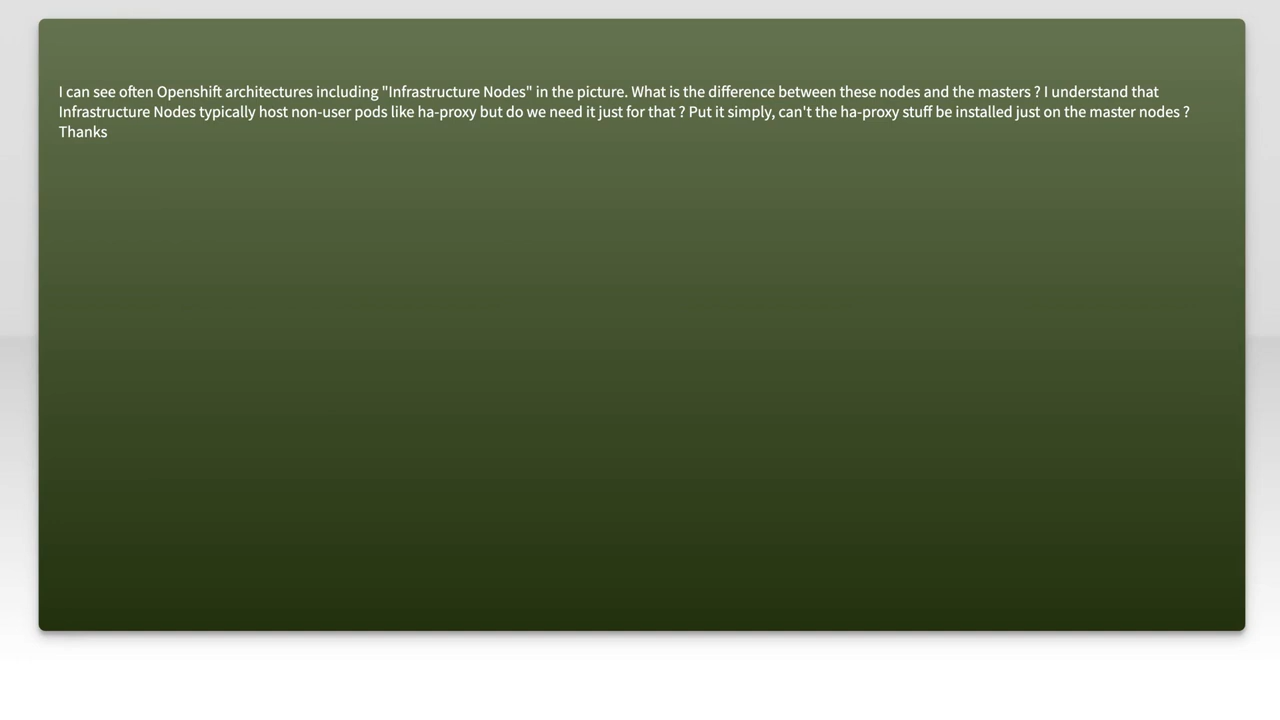 I can see often Openshift architectures including "Infrastructure Nodes" in the picture. What is the difference between these nodes and the masters ? I understand that
Infrastructure Nodes typically host non-user pods like ha-proxy but do we need it just for that ? Put it simply, can't the ha-proxy stuff be installed just on the master nodes ?
Thanks